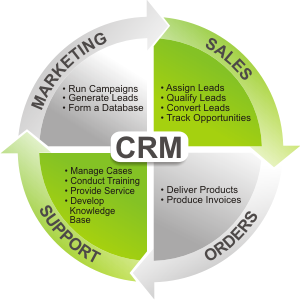 MARKETING
• Run Campaigns
• Generate Leads
• Form a Database
SALES
• Assign Leads
• Qualify Leads
• Convert Leads
• Track Opportunities
CRM
• Manage Cases
• Conduct Training
• Provide Service
• Develop
Knowledge
Base
SUPPORT
• Deliver Products
• Produce Invoices
ORDERS